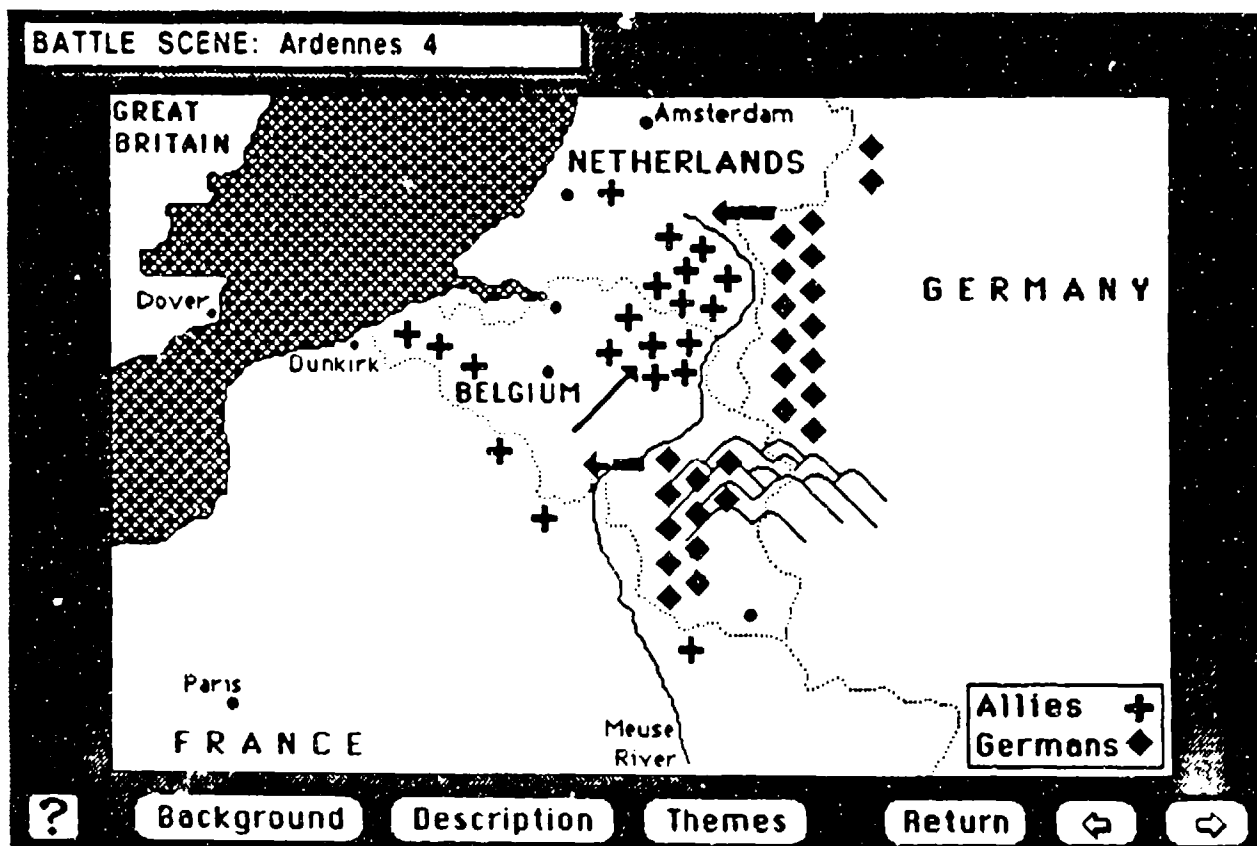 BATTLE SCENE: Ardennes 4
GREAT
BRITAIN
Amsterdam
NETHERLANDS
GERMANY
Dover
Dunkirk
BELGIUM
Paris
FRANCE
Meuse
River
Allies
Germans
?
Background
Description
Themes
Return